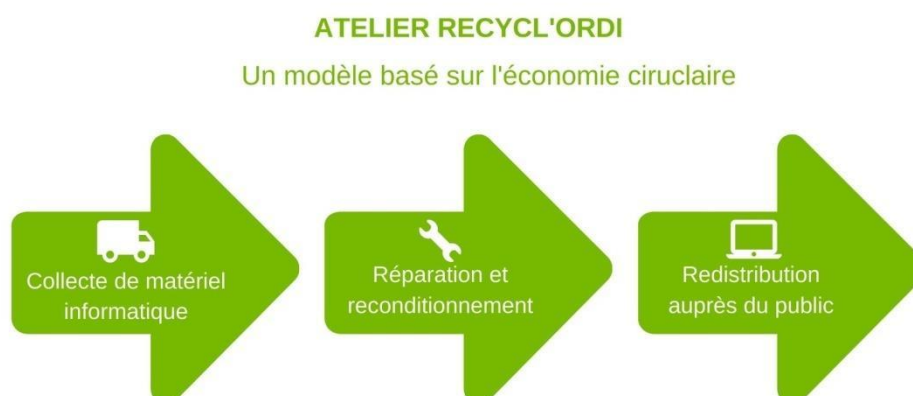 ATELIER RECYCL'ORDI
Un modèle basé sur l'économie ciruclaire
Collecte de matériel
informatique
Réparation et
reconditionnement
Redistribution
auprès du public